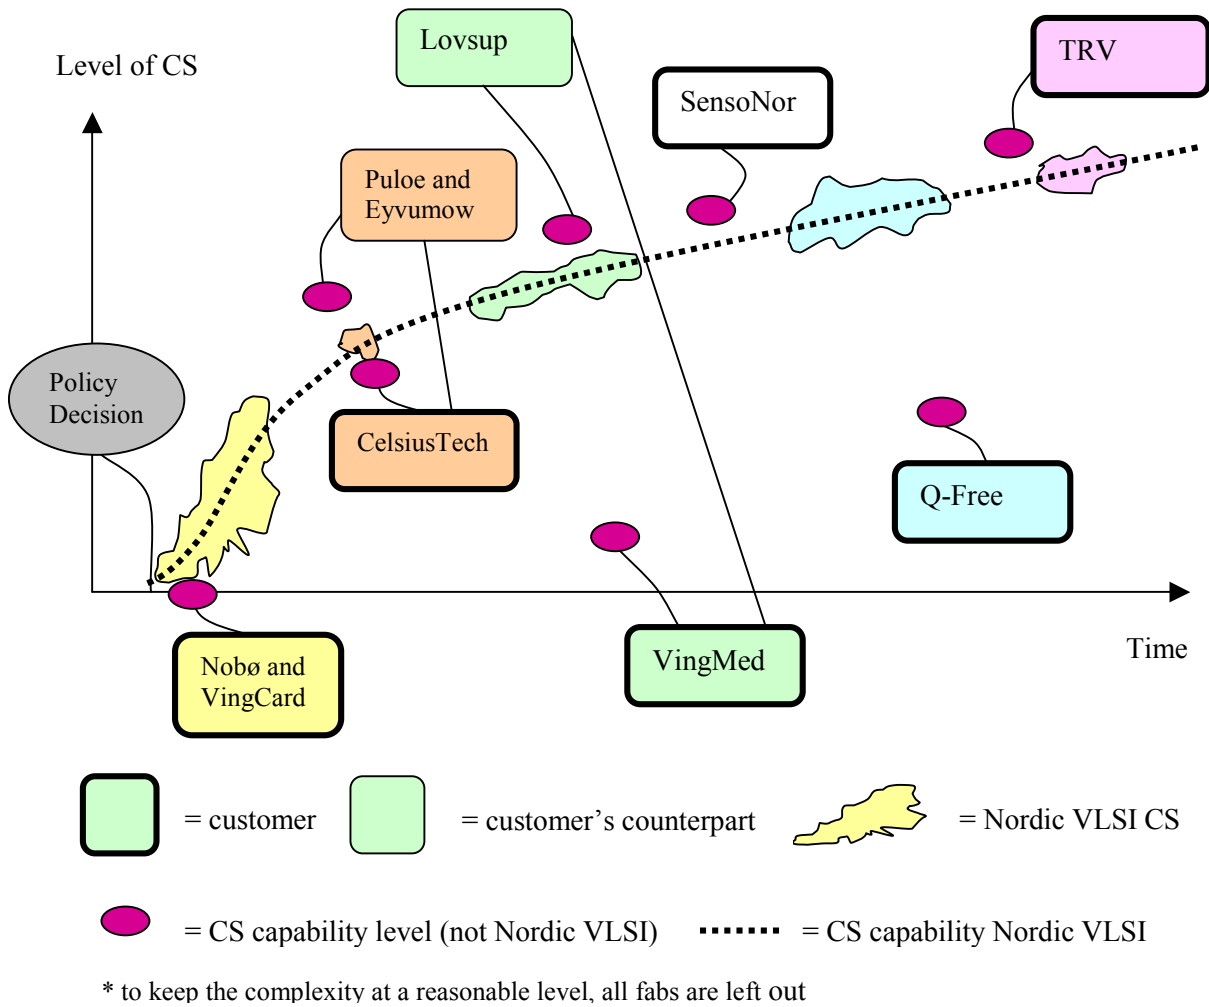 Lovsup
TRV
Level of CS
SensoNor
Puloe and
Eyvumow
Policy
Decision
CelsiusTech
Q-Free
Time
VingMed
Nobø and
VingCard
= customer
= customer's counterpart
= Nordic VLSI CS
= CS capability level (not Nordic VLSI)
= CS capability Nordic VLSI
* to keep the complexity at a reasonable level, all fabs are left out